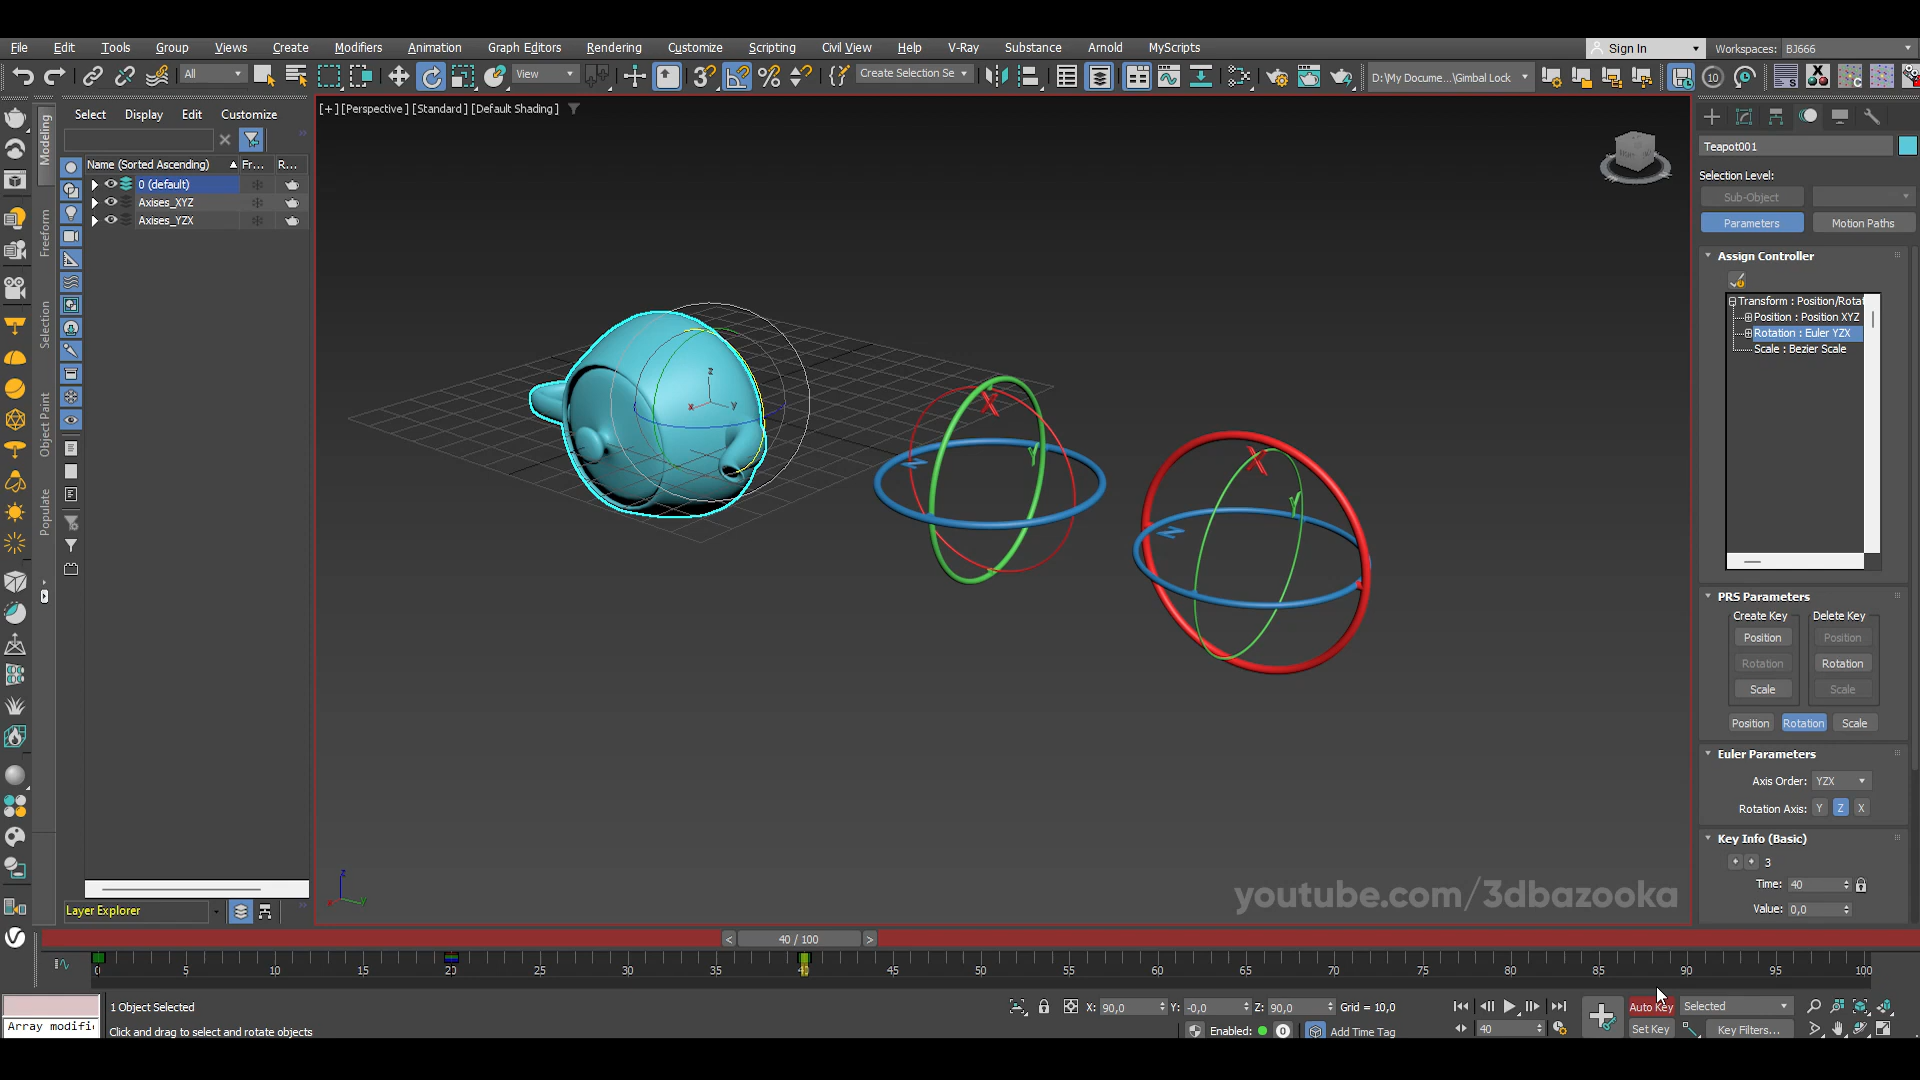 File Edit Tools Group Views Create Modifiers Animation Graph Editors Rendering Customize Scripting Civil View Help V-Ray Substance Arnold MyScripts Sign In Workspaces: BJ666
All View Create Selection Se D:\My Docume...\Gimbal Lock 10
Select Display Edit Customize
[+] [Perspective] [Standard] [Default Shading]
Name (Sorted Ascending) Fr... R...
0 (default)
Axises_XYZ
Axises_YZX
Modeling
Freeform
Selection
Object Paint
Populate
Z X Y
X Y Z
z x y
youtube.com/3dbazooka
Teapot001
Selection Level:
Sub-Object
Parameters Motion Paths
Assign Controller
Transform : Position/Rotat
Position : Position XYZ
Rotation : Euler YZX
Scale : Bezier Scale
PRS Parameters
Create Key Delete Key
Position Position
Rotation Rotation
Scale Scale
Position Rotation Scale
Euler Parameters
Axis Order: YZX
Rotation Axis: Y Z X
Key Info (Basic)
3
Time: 40
Value: 0,0
Layer Explorer
< 40 / 100 >
0 5 10 15 20 25 30 35 40 45 50 55 60 65 70 75 80 85 90 95 100
1 Object Selected X: 90,0 Y: -0,0 Z: 90,0 Grid = 10,0 Auto Key Selected
Array modifi Click and drag to select and rotate objects Enabled: 0 Add Time Tag 40 Set Key Key Filters...